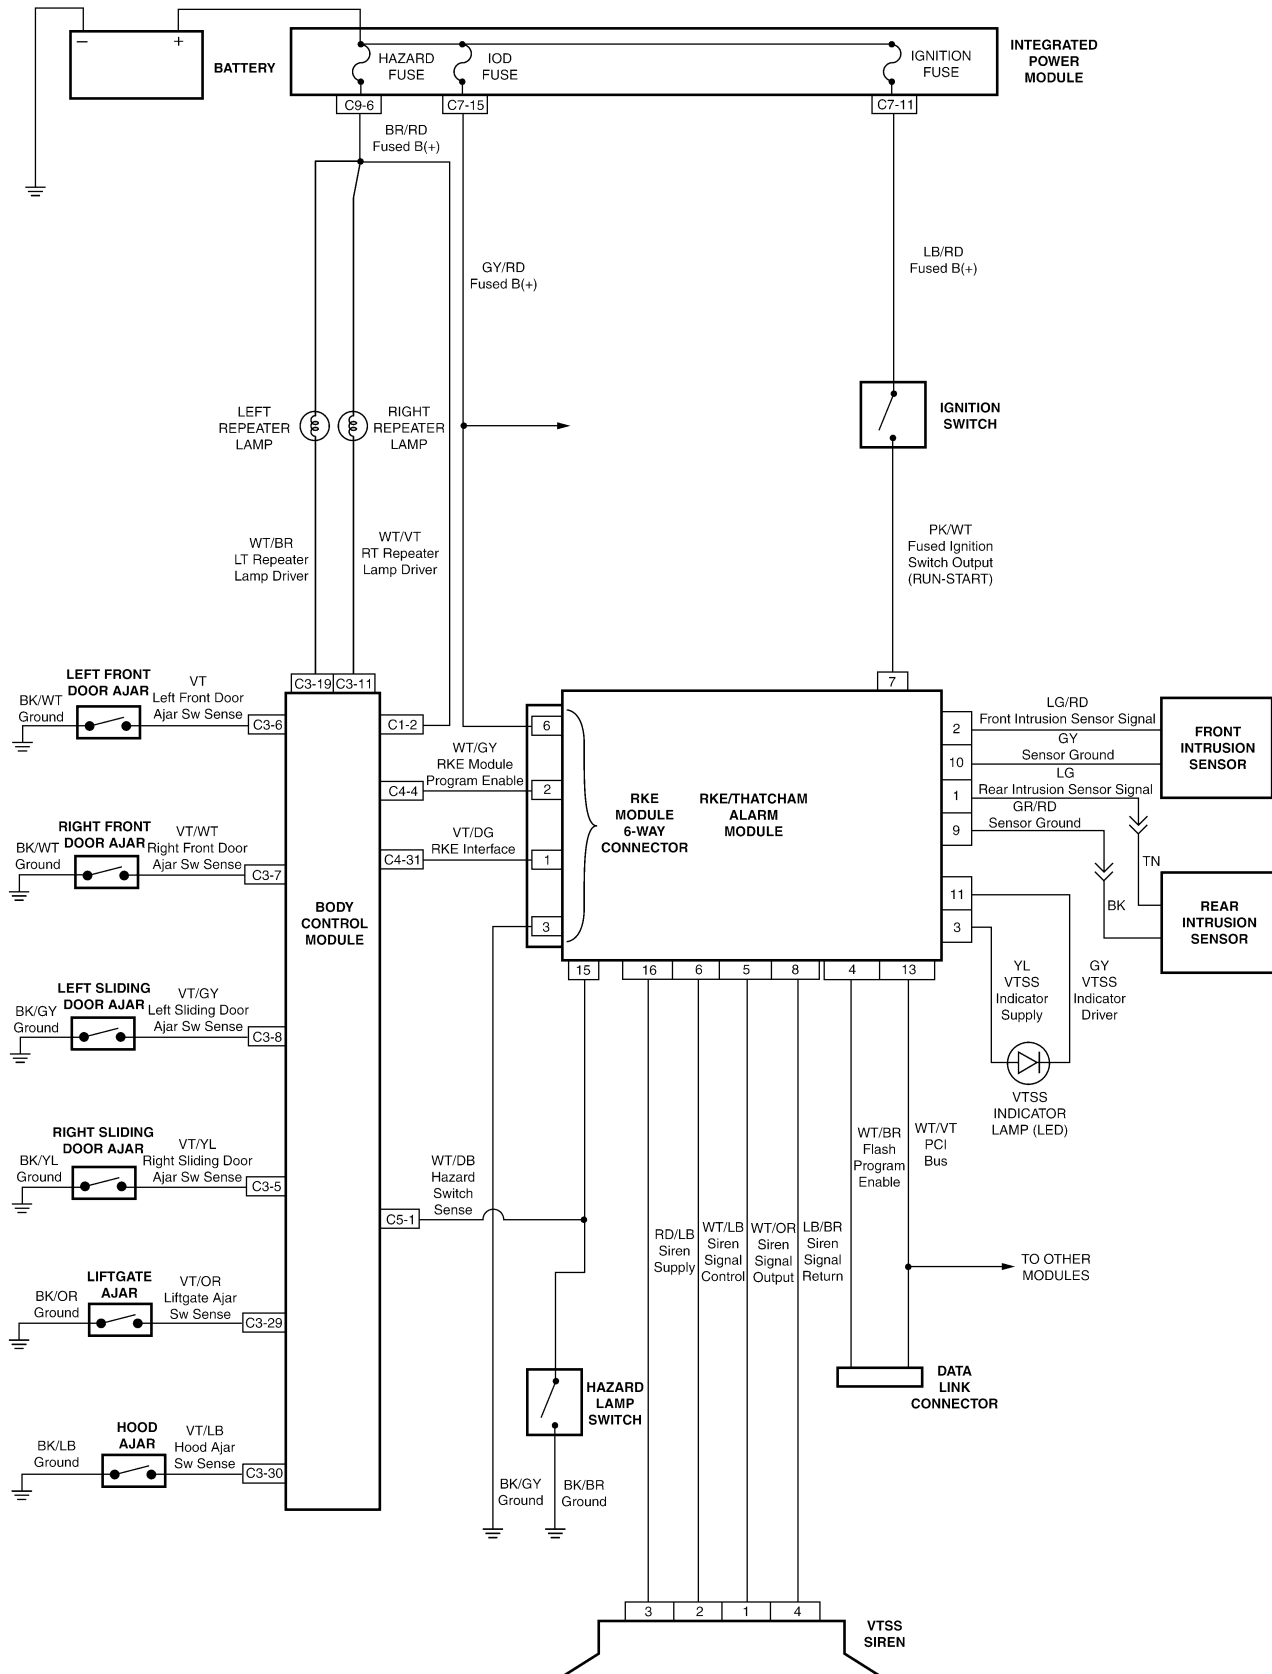 − +
BATTERY
HAZARD
FUSE
IOD
FUSE
IGNITION
FUSE
INTEGRATED
POWER
MODULE
C9-6
C7-15
C7-11
BR/RD
Fused B(+)
GY/RD
Fused B(+)
LB/RD
Fused B(+)
LEFT
REPEATER
LAMP
RIGHT
REPEATER
LAMP
IGNITION
SWITCH
WT/BR
LT Repeater
Lamp Driver
WT/VT
RT Repeater
Lamp Driver
PK/WT
Fused Ignition
Switch Output
(RUN-START)
C3-19 C3-11
7
LEFT FRONT
DOOR AJAR
BK/WT
Ground
VT
Left Front Door
Ajar Sw Sense
C3-6
RIGHT FRONT
DOOR AJAR
BK/WT
Ground
VT/WT
Right Front Door
Ajar Sw Sense
C3-7
LEFT SLIDING
DOOR AJAR
BK/GY
Ground
VT/GY
Left Sliding Door
Ajar Sw Sense
C3-8
RIGHT SLIDING
DOOR AJAR
BK/YL
Ground
VT/YL
Right Sliding Door
Ajar Sw Sense
C3-5
LIFTGATE
AJAR
BK/OR
Ground
VT/OR
Liftgate Ajar
Sw Sense
C3-29
HOOD
AJAR
BK/LB
Ground
VT/LB
Hood Ajar
Sw Sense
C3-30
BODY
CONTROL
MODULE
C1-2
C4-4
C4-31
C5-1
WT/GY
RKE Module
Program Enable
VT/DG
RKE Interface
6
2
1
3
RKE
MODULE
6-WAY
CONNECTOR
RKE/THATCHAM
ALARM
MODULE
2
10
1
9
11
3
LG/RD
Front Intrusion Sensor Signal
GY
Sensor Ground
LG
Rear Intrusion Sensor Signal
GR/RD
Sensor Ground
FRONT
INTRUSION
SENSOR
TN
BK
REAR
INTRUSION
SENSOR
15 16 6 5 8 4 13
YL
VTSS
Indicator
Supply
GY
VTSS
Indicator
Driver
VTSS
INDICATOR
LAMP (LED)
WT/DB
Hazard
Switch
Sense
WT/BR
Flash
Program
Enable
WT/VT
PCI
Bus
RD/LB
Siren
Supply
WT/LB
Siren
Signal
Control
WT/OR
Siren
Signal
Output
LB/BR
Siren
Signal
Return
TO OTHER
MODULES
HAZARD
LAMP
SWITCH
DATA
LINK
CONNECTOR
BK/GY
Ground
BK/BR
Ground
3 2 1 4
VTSS
SIREN